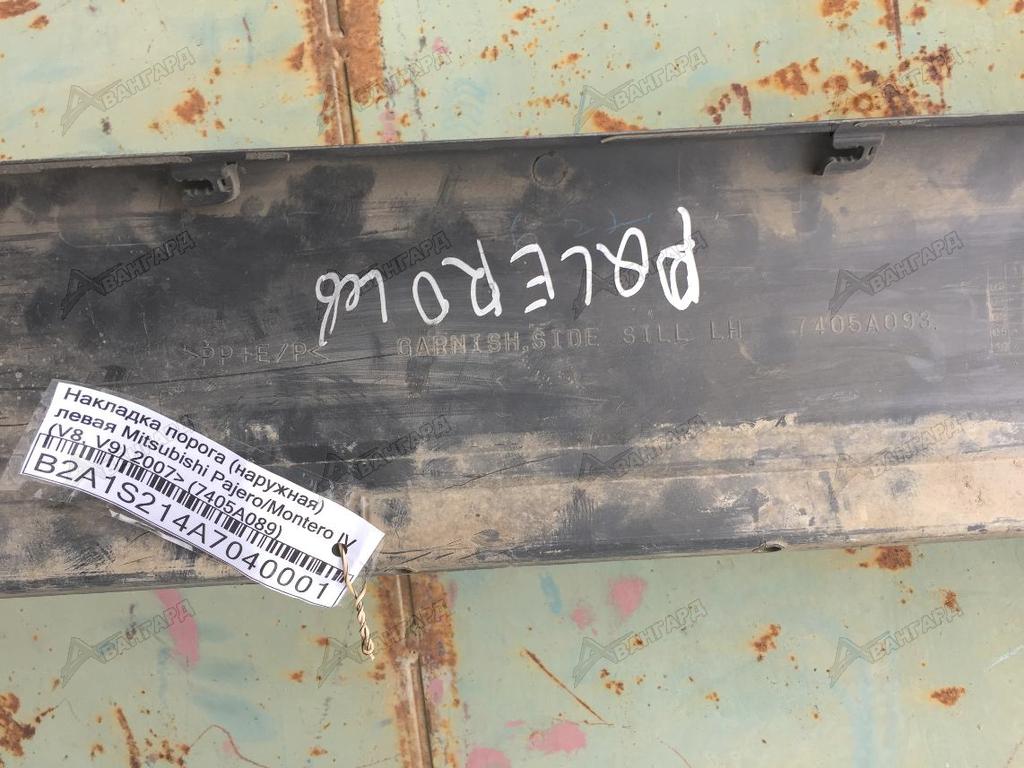 АВАНГАРД
PAJERO
>PP+E/P< GARNISH,SIDE SILL LH 7405A093.
Накладка порога (наружная)
левая Mitsubishi Pajero/Montero IV
(V8, V9) 2007> (7405A089)
B2A1S214A7040001